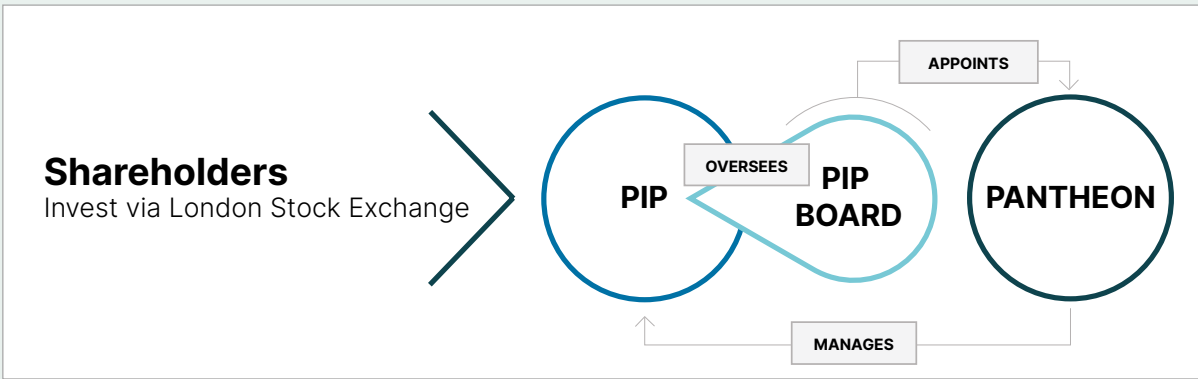 Shareholders
Invest via London Stock Exchange
PIP
OVERSEES
PIP
BOARD
APPOINTS
PANTHEON
MANAGES